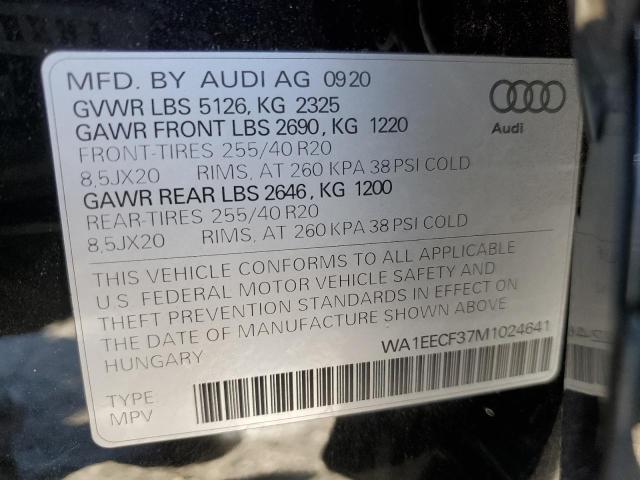 MFD. BY AUDI AG 0920
GVWR LBS 5126, KG 2325
GAWR FRONT LBS 2690, KG 1220
FRONT-TIRES 255/40 R20
8,5JX20 RIMS, AT 260 KPA 38 PSI COLD
GAWR REAR LBS 2646, KG 1200
REAR-TIRES 255/40 R20
8,5JX20 RIMS, AT 260 KPA 38 PSI COLD
Audi
THIS VEHICLE CONFORMS TO ALL APPLICABLE
U.S. FEDERAL MOTOR VEHICLE SAFETY AND
THEFT PREVENTION STANDARDS IN EFFECT ON
THE DATE OF MANUFACTURE SHOWN ABOVE
HUNGARY
WA1EECF37M1024641
TYPE:
MPV